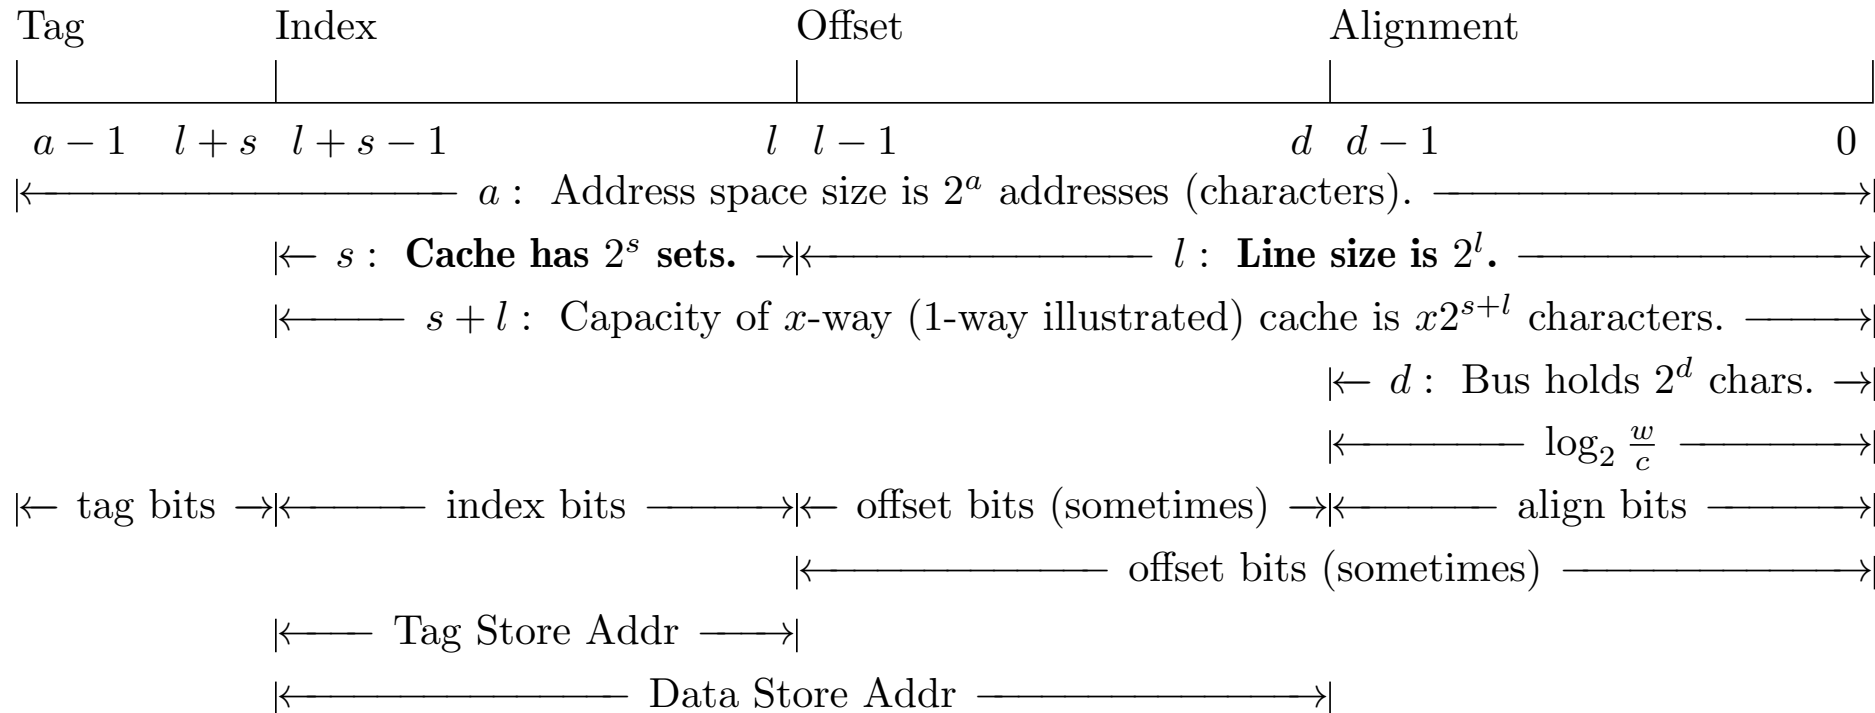 Tag Index Offset Alignment
a − 1 l + s l + s − 1 l l − 1 d d − 1 0
a : Address space size is 2^a addresses (characters).
s : Cache has 2^s sets. l : Line size is 2^l.
s + l : Capacity of x-way (1-way illustrated) cache is x2^{s+l} characters.
d : Bus holds 2^d chars.
log_2 w/c
tag bits index bits offset bits (sometimes) align bits
offset bits (sometimes)
Tag Store Addr
Data Store Addr